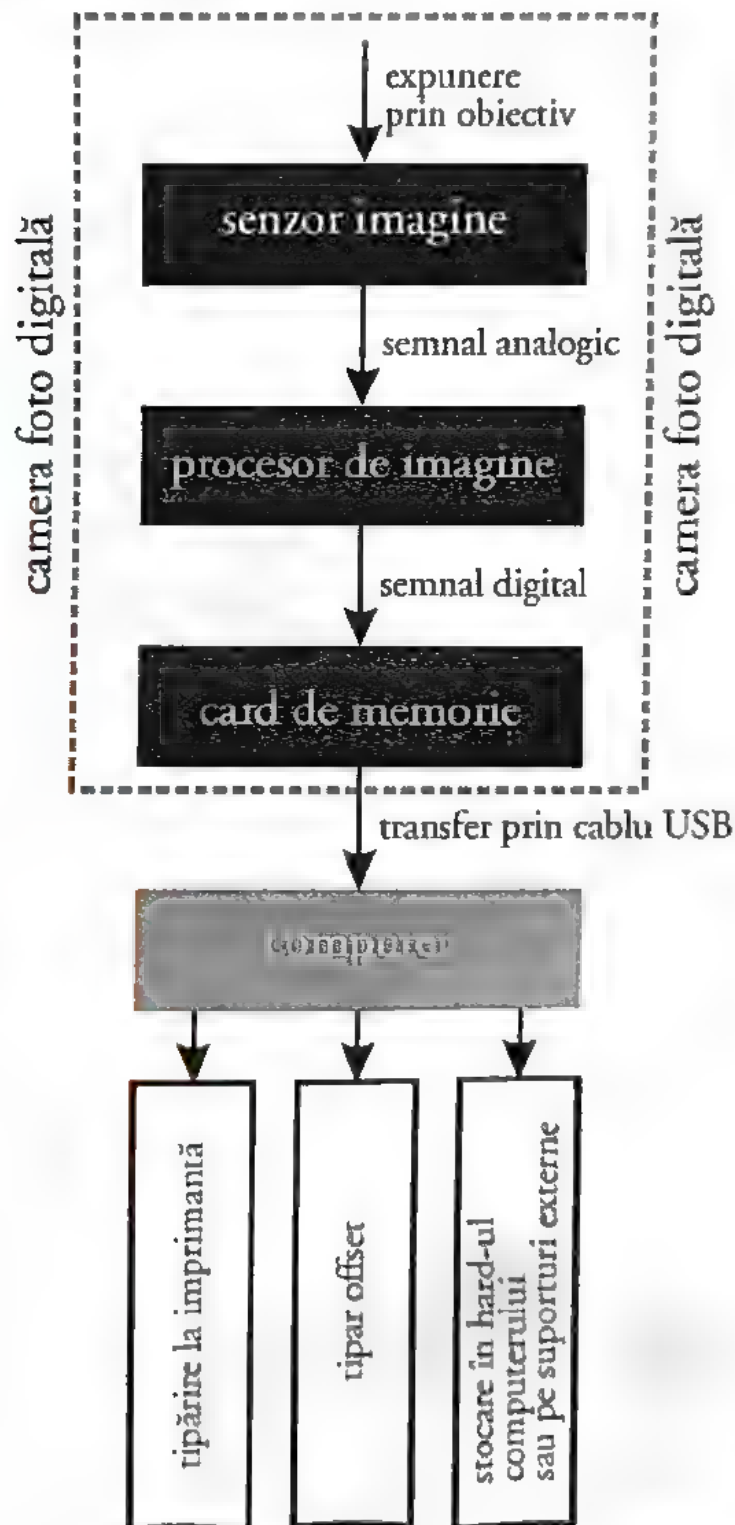 expunere
prin obiectiv
senzor imagine
camera foto digitală
camera foto digitală
semnal analogic
procesor de imagine
semnal digital
card de memorie
transfer prin cablu USB
tipărire la imprimantă
tipar offset
stocare în hard-ul
computerului
sau pe suporturi externe